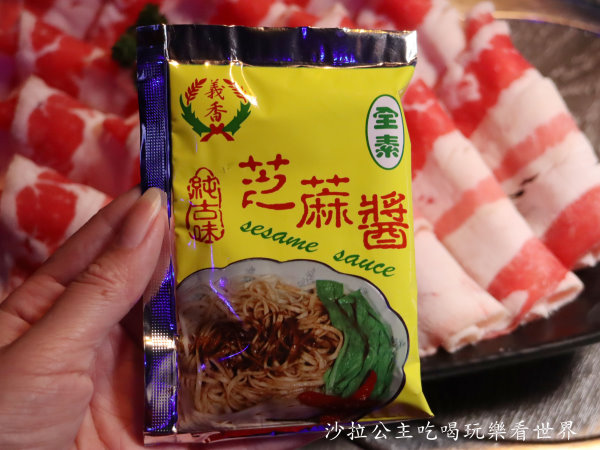 義香
全素
芝麻醬
純古味
sesame sauce
沙拉公主吃喝玩樂看世界